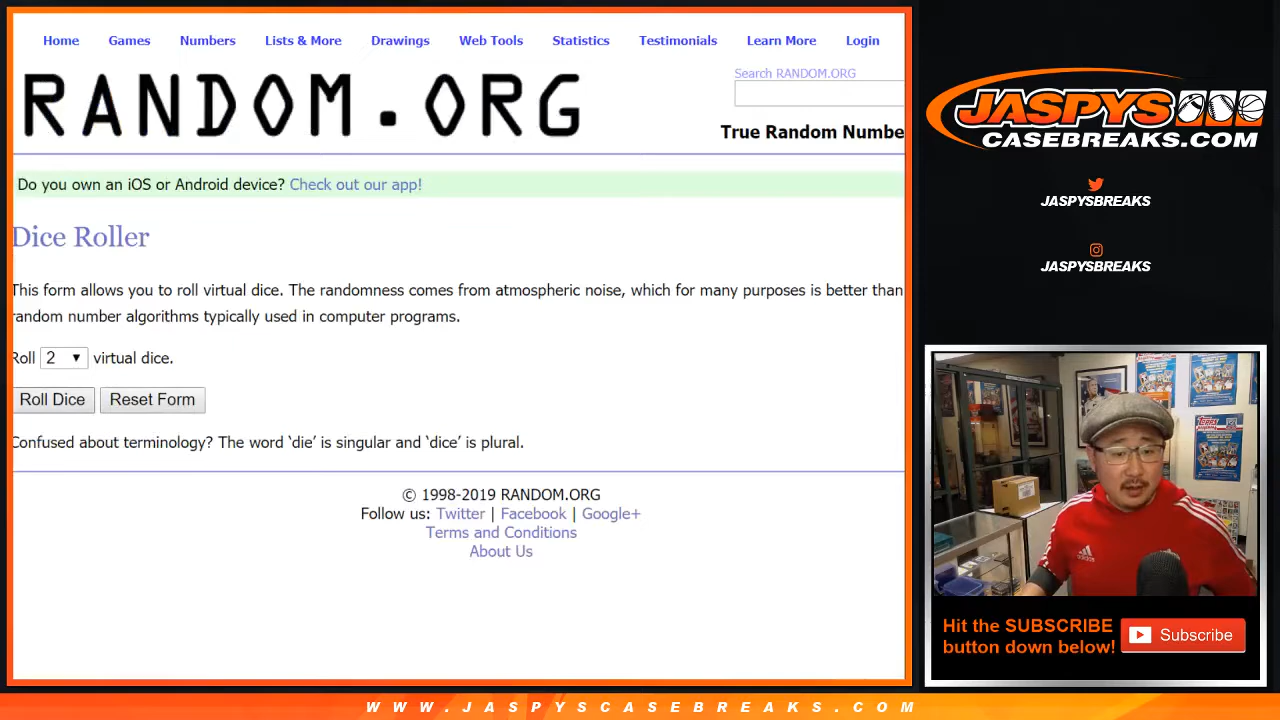 Home Games Numbers Lists & More Drawings Web Tools Statistics Testimonials Learn More Login
RANDOM.ORG
Search RANDOM.ORG
True Random Numbe
Do you own an iOS or Android device? Check out our app!
Dice Roller
This form allows you to roll virtual dice. The randomness comes from atmospheric noise, which for many purposes is better than
random number algorithms typically used in computer programs.
Roll 2 virtual dice.
Roll Dice Reset Form
Confused about terminology? The word ‘die’ is singular and ‘dice’ is plural.
© 1998-2019 RANDOM.ORG
Follow us: Twitter | Facebook | Google+
Terms and Conditions
About Us
JASPYS
CASEBREAKS.COM
JASPYSBREAKS
JASPYSBREAKS
TOPPS
Hit the SUBSCRIBE
button down below!
Subscribe
WWW.JASPYSCASEBREAKS.COM